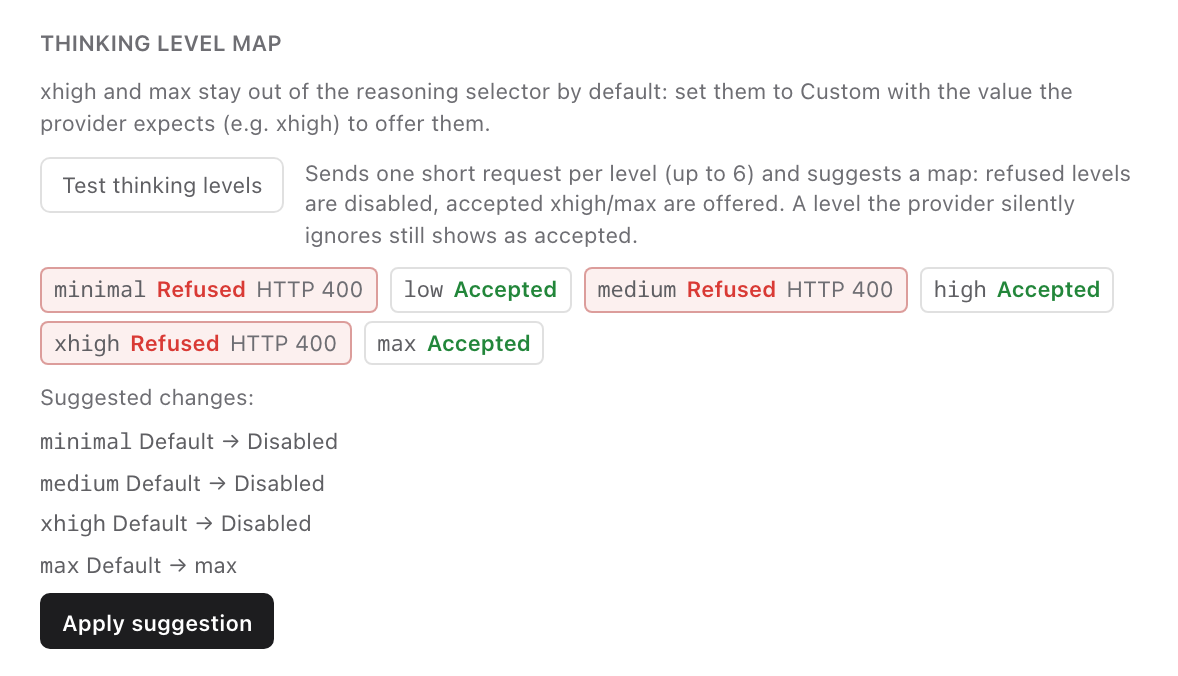 THINKING LEVEL MAP
xhigh and max stay out of the reasoning selector by default: set them to Custom with the value the
provider expects (e.g. xhigh) to offer them.
Test thinking levels
Sends one short request per level (up to 6) and suggests a map: refused levels
are disabled, accepted xhigh/max are offered. A level the provider silently
ignores still shows as accepted.
minimal Refused HTTP 400 low Accepted medium Refused HTTP 400 high Accepted
xhigh Refused HTTP 400 max Accepted
Suggested changes:
minimal Default → Disabled
medium Default → Disabled
xhigh Default → Disabled
max Default → max
Apply suggestion